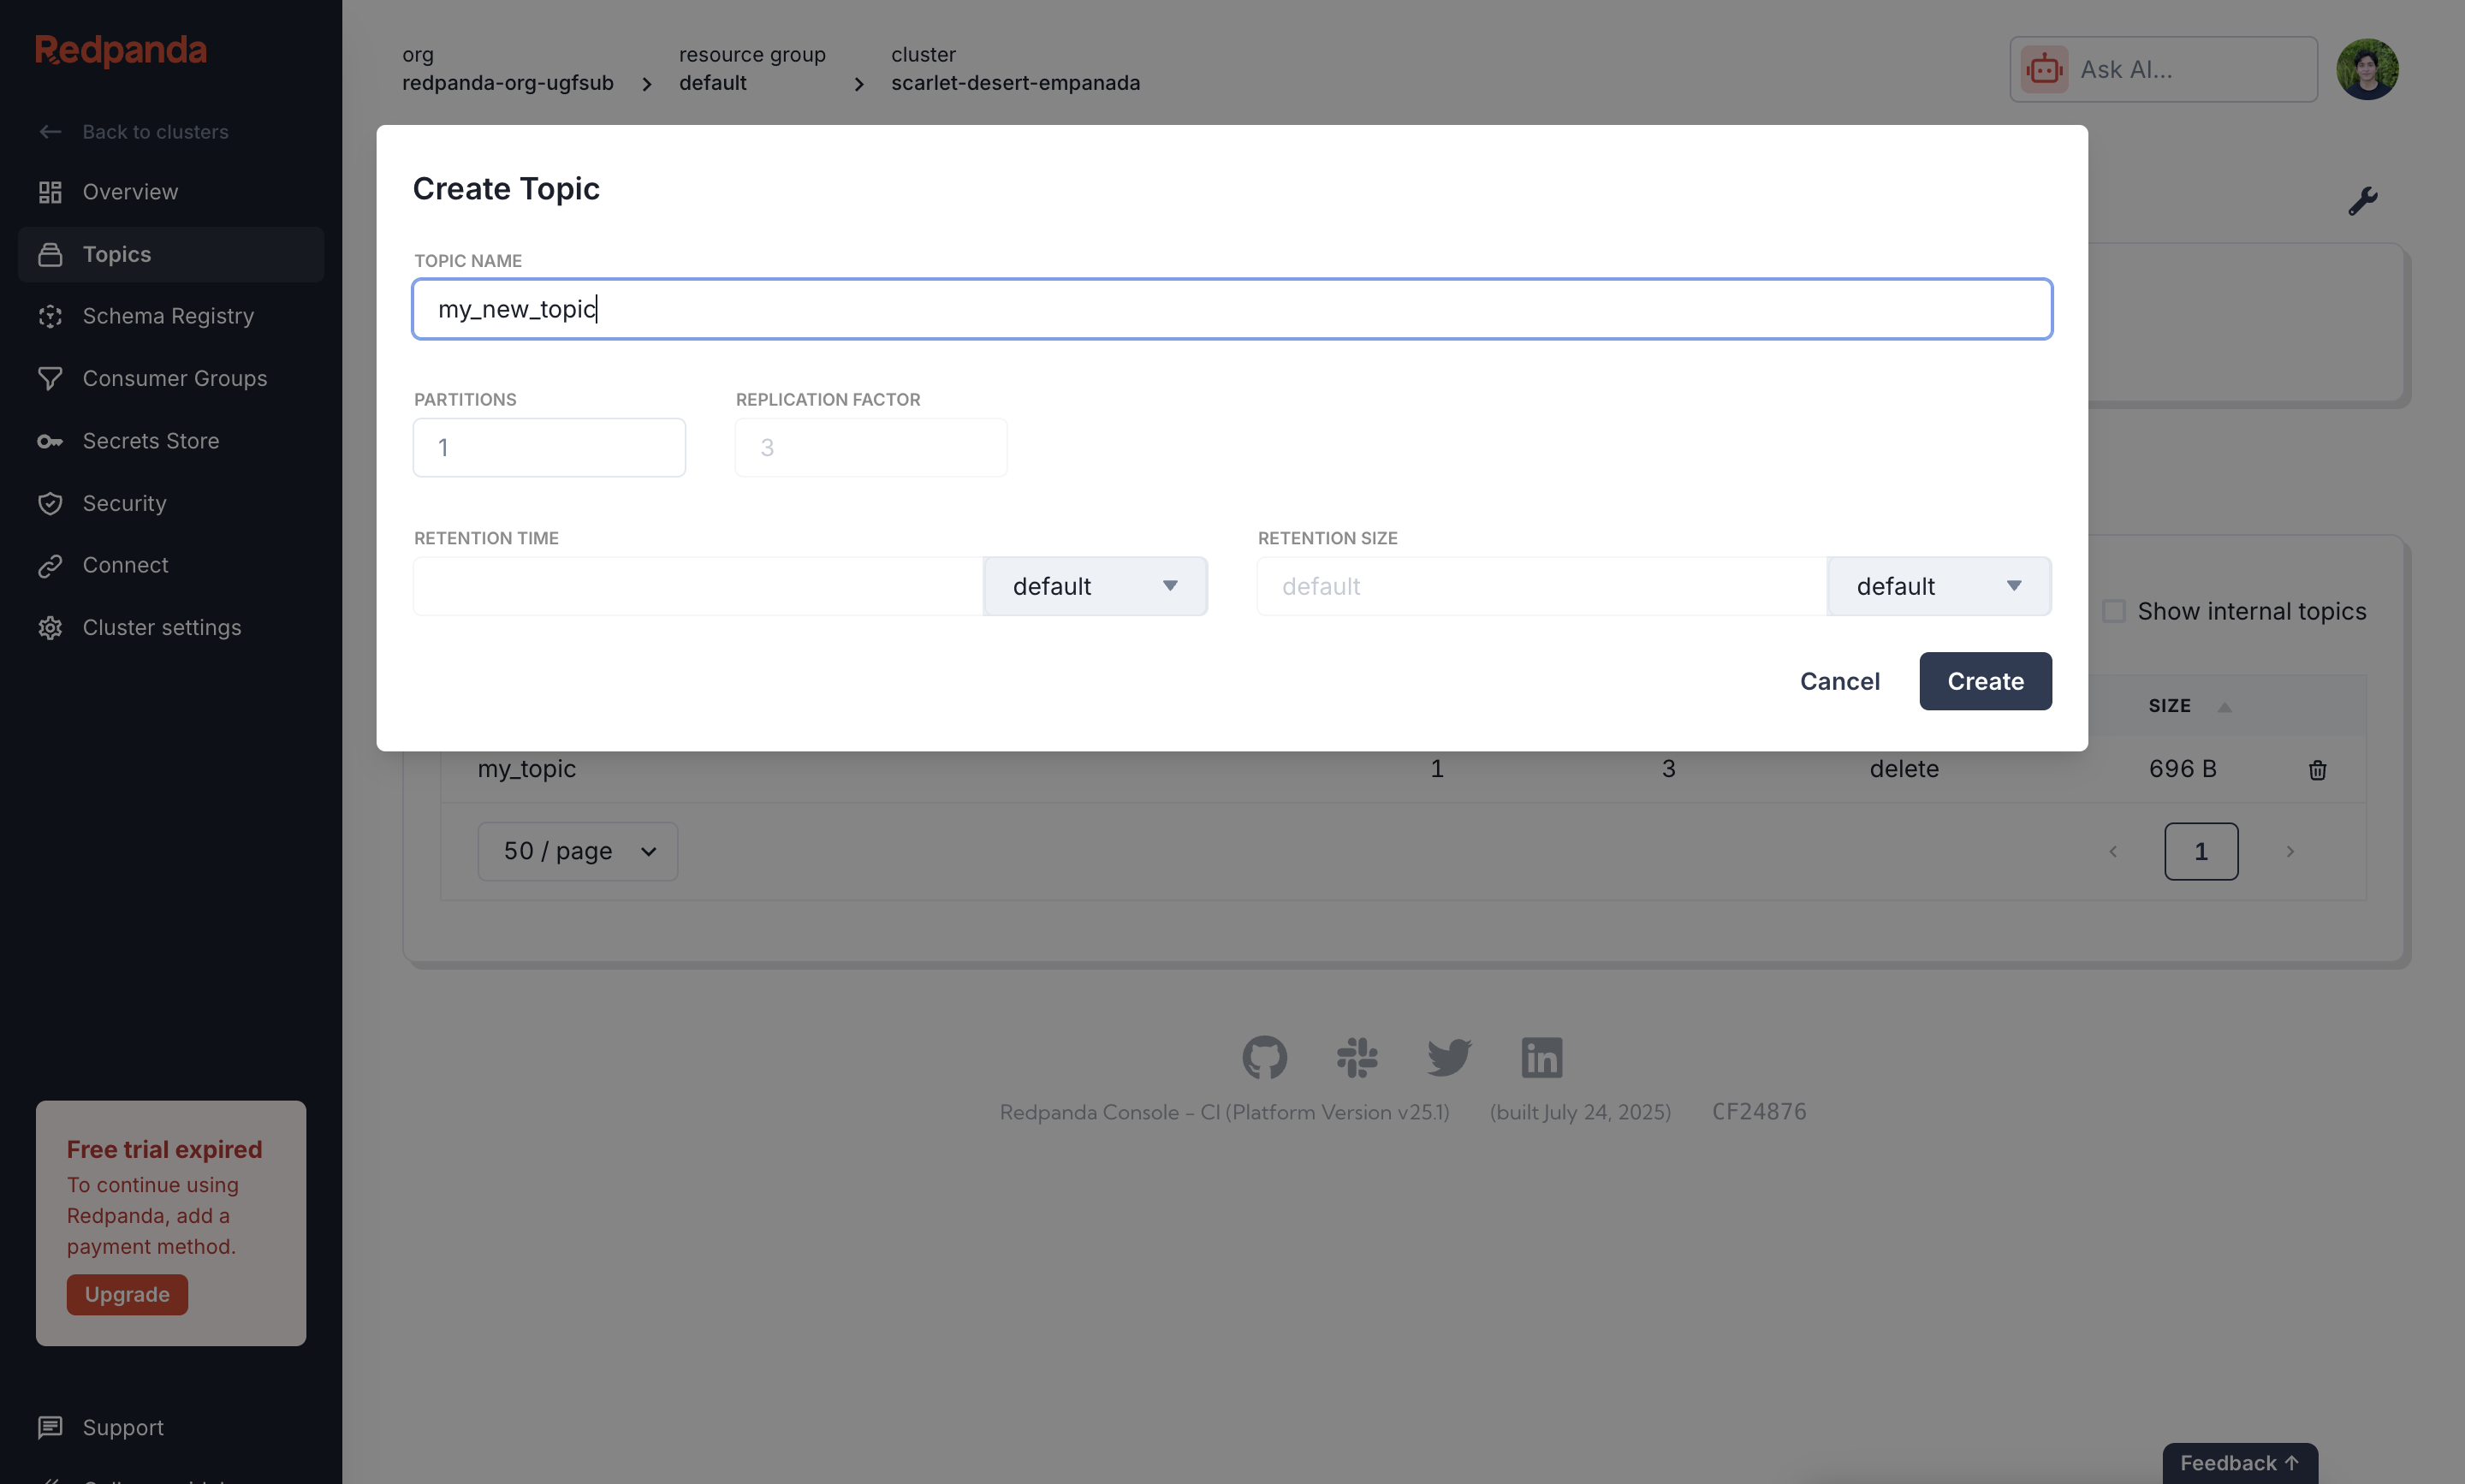 Redpanda
Back to clusters
Overview
Topics
Schema Registry
Consumer Groups
Secrets Store
Security
Connect
Cluster settings
Free trial expired
To continue using
Redpanda, add a
payment method.
Upgrade
Support
org
redpanda-org-ugfsub
resource group
default
cluster
scarlet-desert-empanada
Ask AI...
Create Topic
TOPIC NAME
my_new_topic
PARTITIONS
REPLICATION FACTOR
1
3
RETENTION TIME
RETENTION SIZE
default
default
default
Cancel
Create
Show internal topics
SIZE
my_topic 1 3 delete 696 B
50 / page
1
Redpanda Console - CI (Platform Version v25.1) (built July 24, 2025) CF24876
Feedback ↑